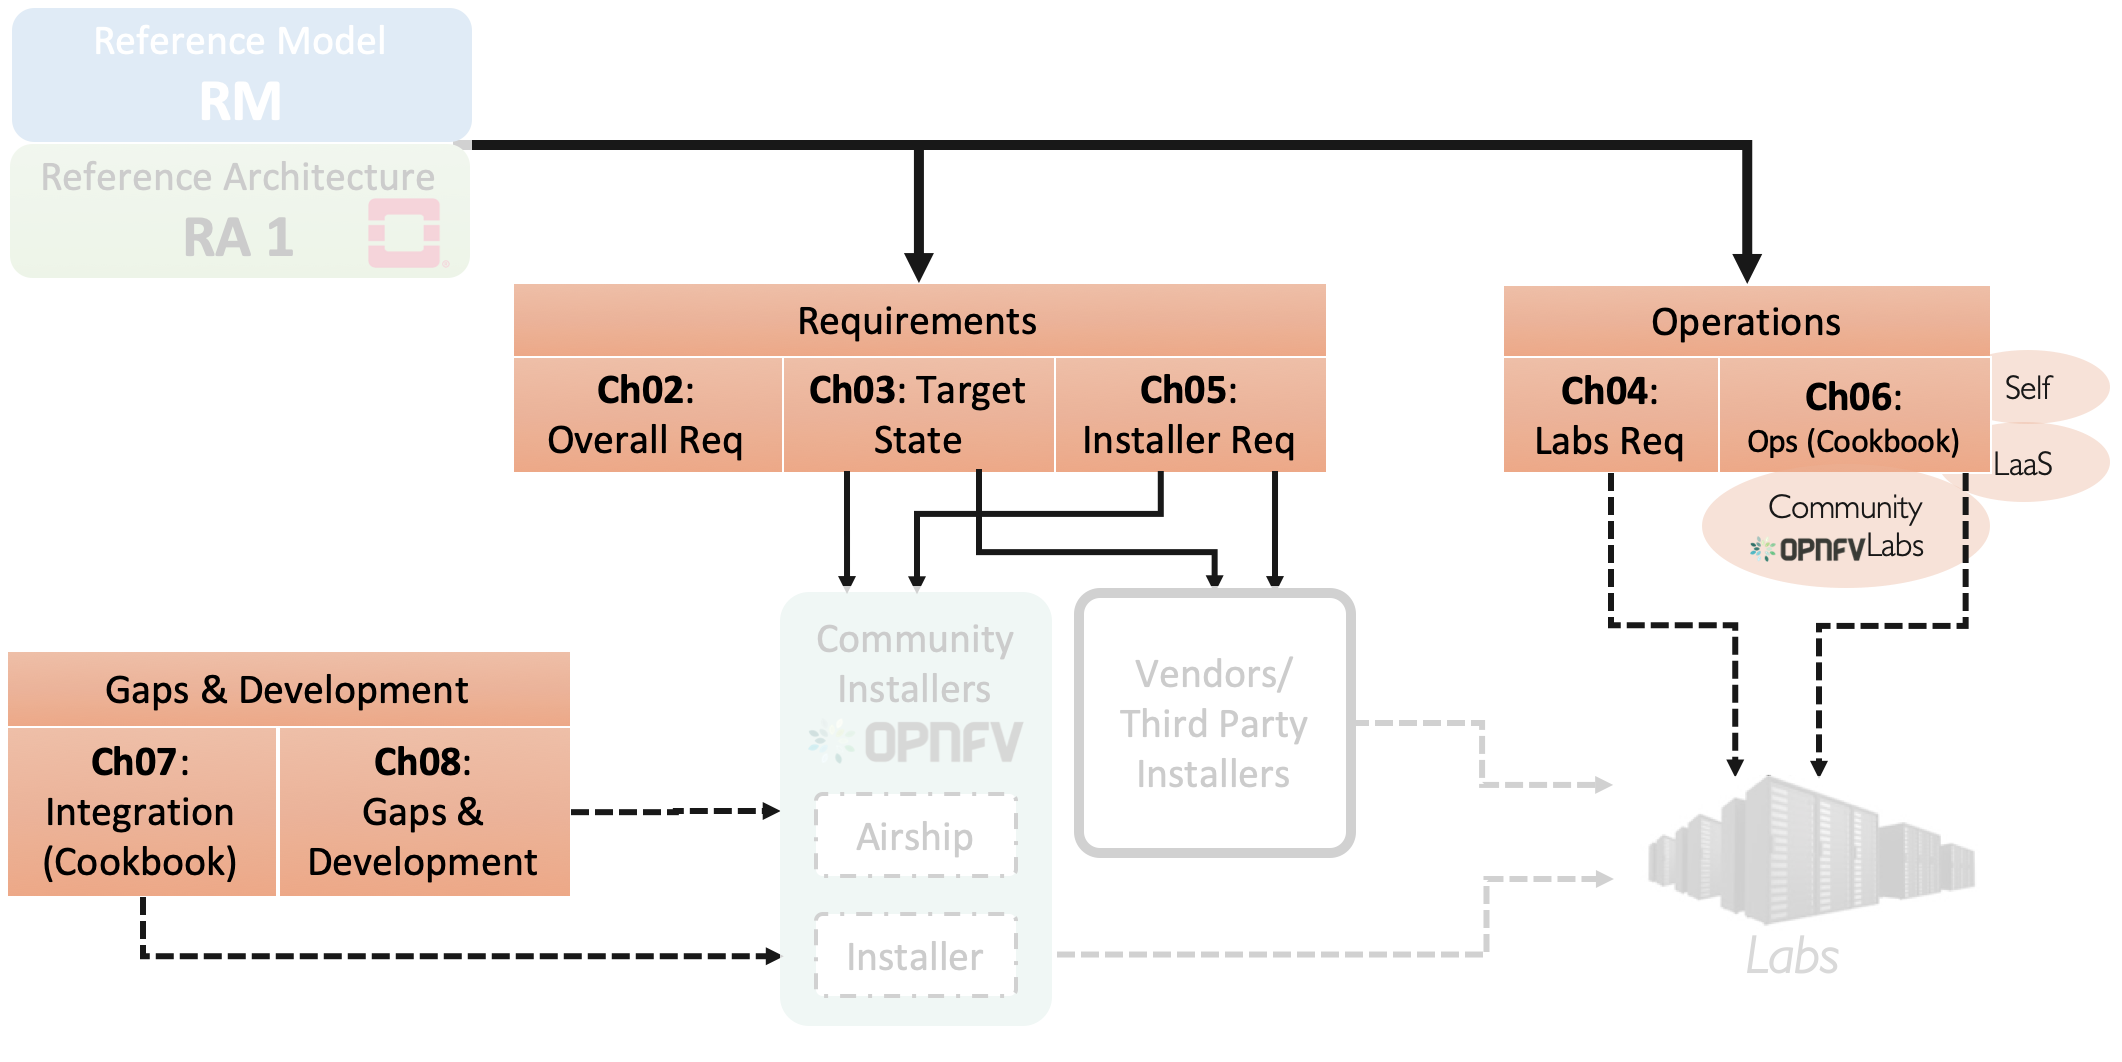 Reference Model
RM
Reference Architecture
RA 1
Requirements
Ch02:
Overall Req
Ch03: Target
State
Ch05:
Installer Req
Operations
Ch04:
Labs Req
Ch06:
Ops (Cookbook)
Self
LaaS
Community
OPNFV Labs
Gaps & Development
Ch07:
Integration
(Cookbook)
Ch08:
Gaps &
Development
Community
Installers
OPNFV
Airship
Installer
Vendors/
Third Party
Installers
Labs